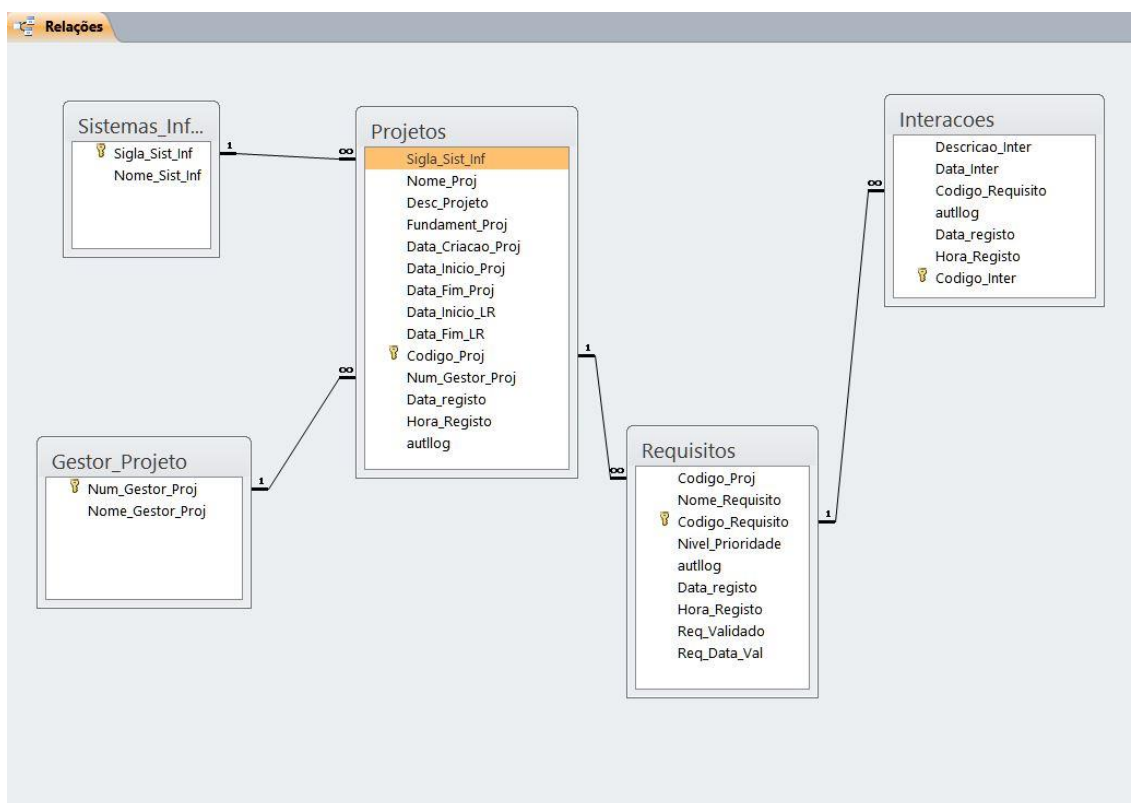 Relações
Sistemas_Inf...
Sigla_Sist_Inf
Nome_Sist_Inf
1
∞
Projetos
Sigla_Sist_Inf
Nome_Proj
Desc_Projeto
Fundament_Proj
Data_Criacao_Proj
Data_Inicio_Proj
Data_Fim_Proj
Data_Inicio_LR
Data_Fim_LR
Codigo_Proj
Num_Gestor_Proj
Data_registo
Hora_Registo
autllog
1
∞
Gestor_Projeto
Num_Gestor_Proj
Nome_Gestor_Proj
1
∞
Requisitos
Codigo_Proj
Nome_Requisito
Codigo_Requisito
Nivel_Prioridade
autllog
Data_registo
Hora_Registo
Req_Validado
Req_Data_Val
1
∞
Interacoes
Descricao_Inter
Data_Inter
Codigo_Requisito
autllog
Data_registo
Hora_Registo
Codigo_Inter